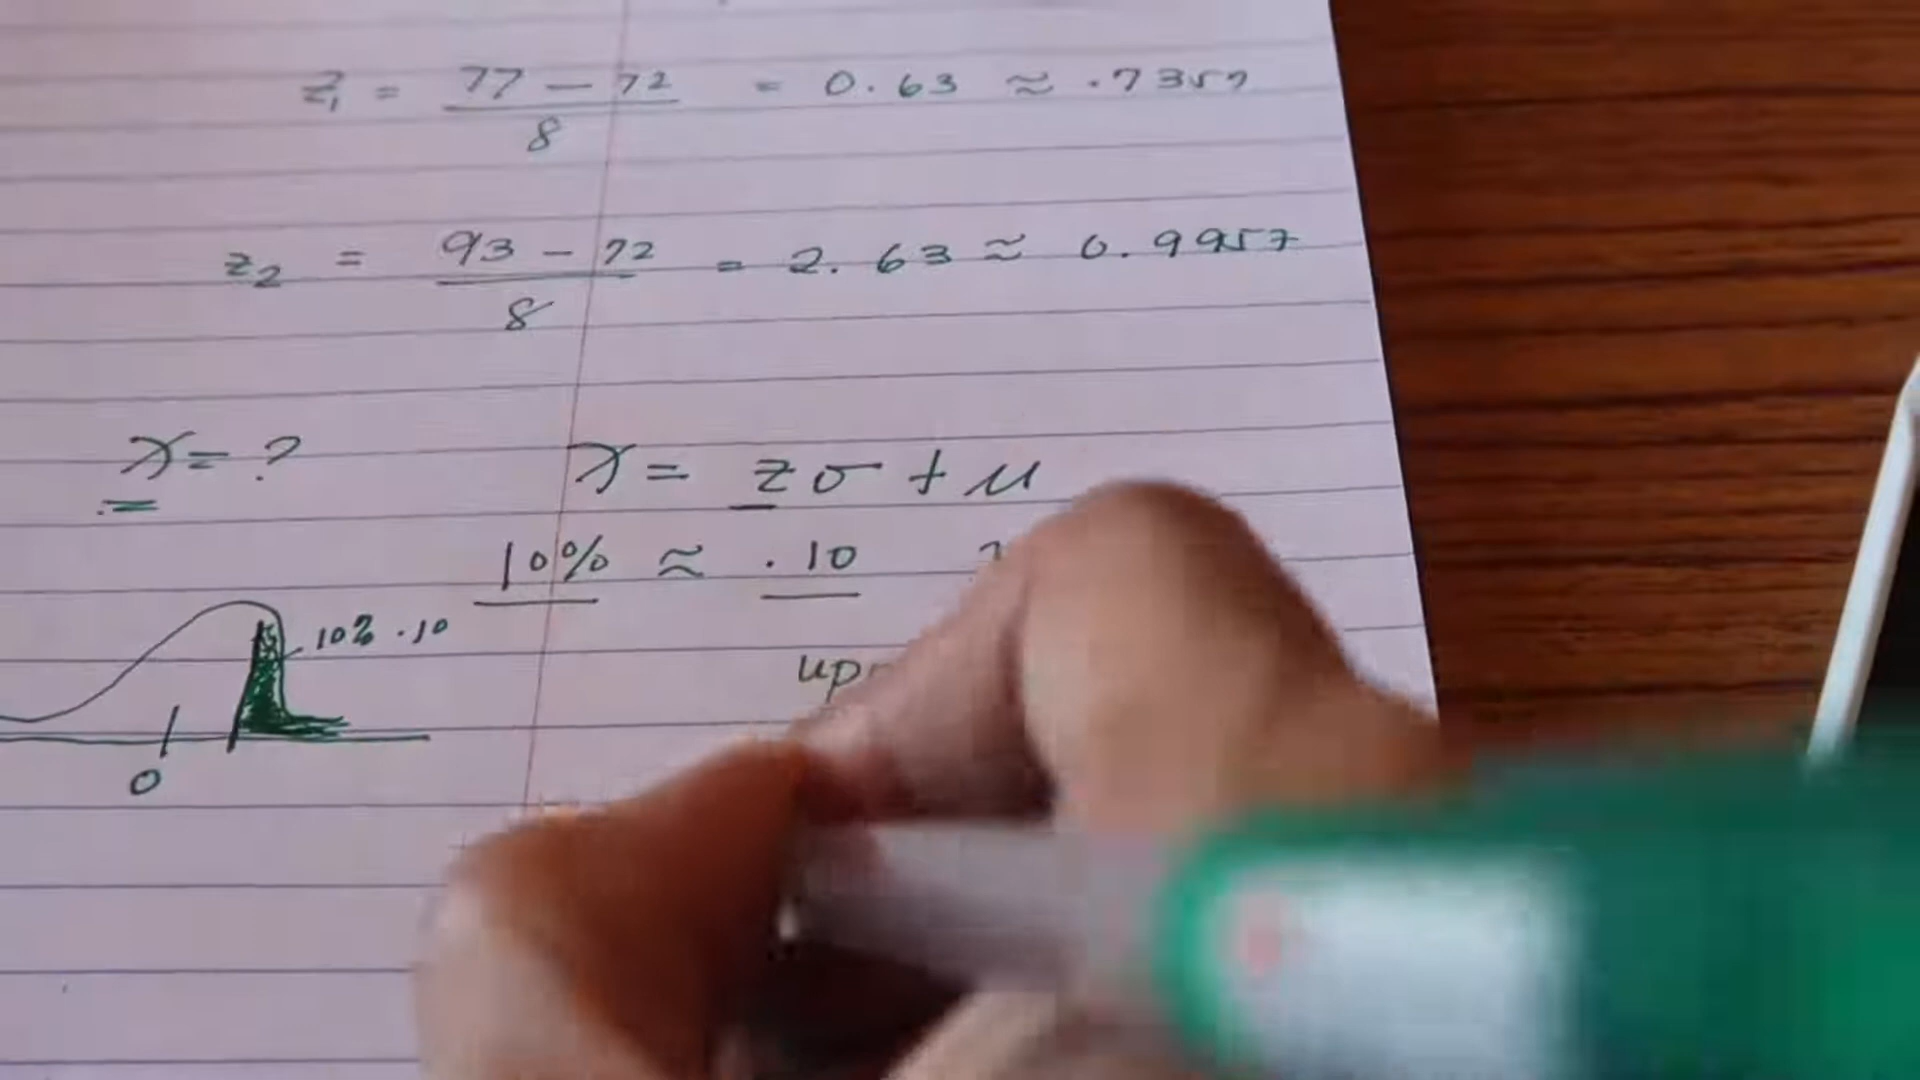 z₁ = 77 - 72 / 8 = 0.63 ≈ .7357
z₂ = 93 - 72 / 8 = 2.63 ≈ 0.9957
x = ?
x = zσ + μ
10% ≈ .10
10% .10
0